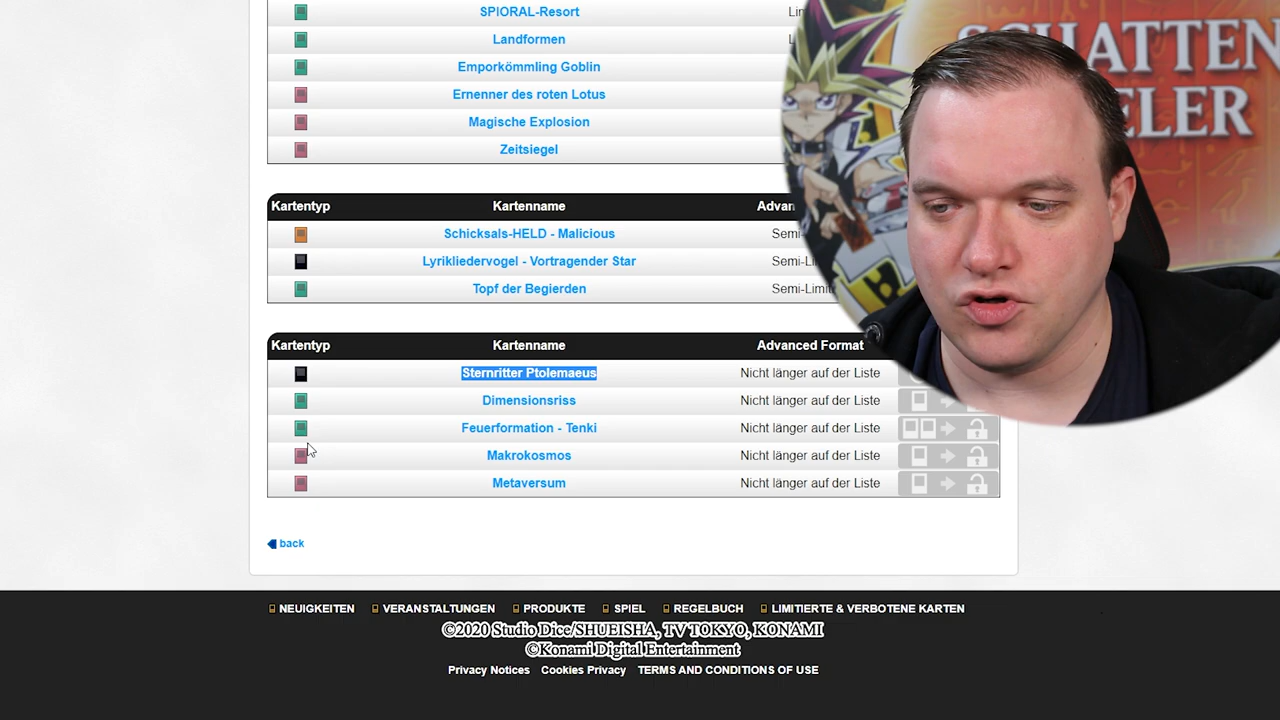 SPIORAL-Resort
Landformen
Emporkömmling Goblin
Ernenner des roten Lotus
Magische Explosion
Zeitsiegel
SCHATTEN
Kartentyp Kartenname
Schicksals-HELD - Malicious
Lyrikliedervogel - Vortragender Star
Topf der Begierden
Kartentyp Kartenname Advanced Format
Sternritter Ptolemaeus Nicht länger auf der Liste
Dimensionsriss Nicht länger auf der Liste
Feuerformation - Tenki Nicht länger auf der Liste
Makrokosmos Nicht länger auf der Liste
Metaversum Nicht länger auf der Liste
back
NEUIGKEITEN VERANSTALTUNGEN PRODUKTE SPIEL REGELBUCH LIMITIERTE & VERBOTENE KARTEN
©2020 Studio Dice/SHUEISHA, TV TOKYO, KONAMI
©Konami Digital Entertainment
Privacy Notices Cookies Privacy TERMS AND CONDITIONS OF USE